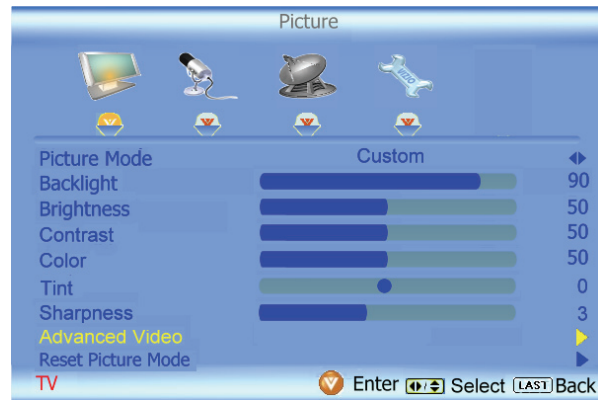 Picture
VIZIO
Picture Mode Custom
Backlight 90
Brightness 50
Contrast 50
Color 50
Tint 0
Sharpness 3
Advanced Video
Reset Picture Mode
TV Enter Select LAST Back